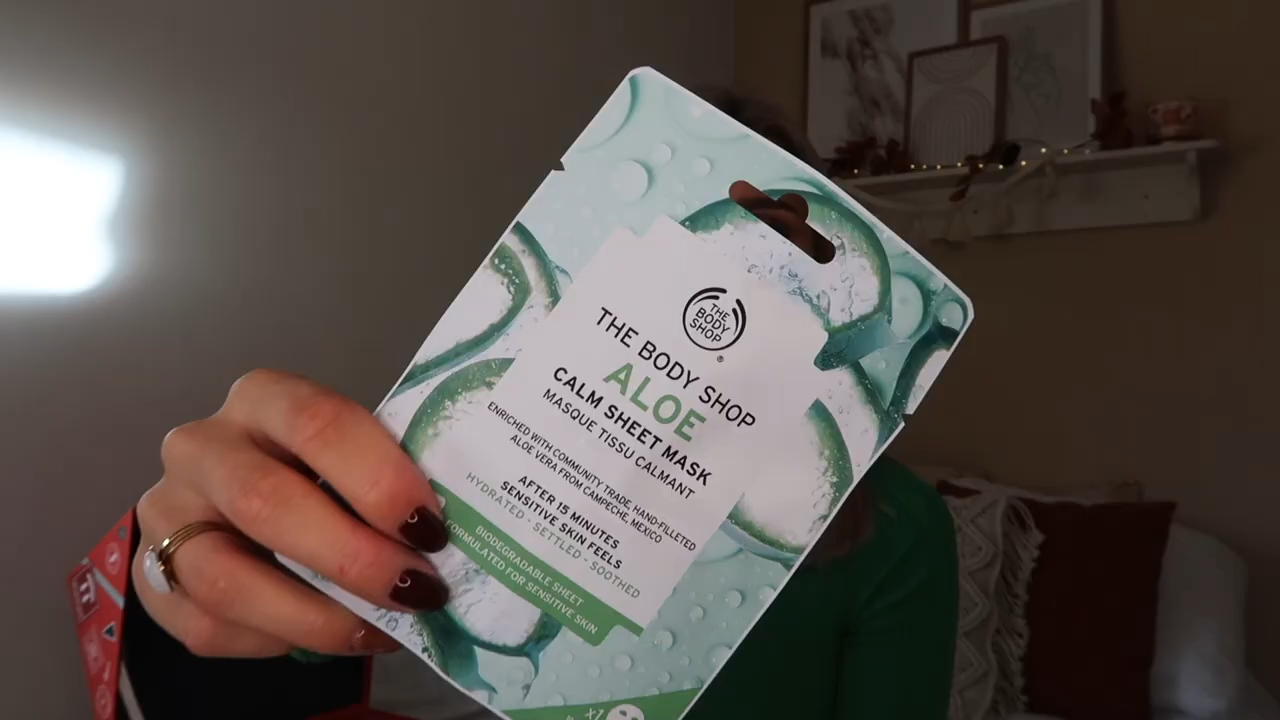 THE
BODY
SHOP
®
THE BODY SHOP
ALOE
CALM SHEET MASK
MASQUE TISSU CALMANT
ENRICHED WITH COMMUNITY TRADE, HAND-FILLETED
ALOE VERA FROM CAMPECHE, MEXICO
AFTER 15 MINUTES
SENSITIVE SKIN FEELS
HYDRATED - SETTLED - SOOTHED
BIODEGRADABLE SHEET
FORMULATED FOR SENSITIVE SKIN
x1